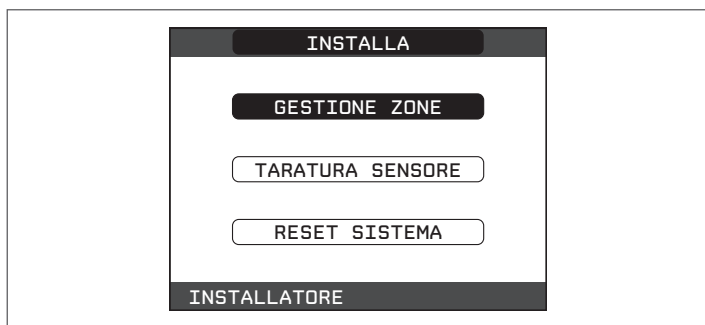 INSTALLA
GESTIONE ZONE
TARATURA SENSORE
RESET SISTEMA
INSTALLATORE